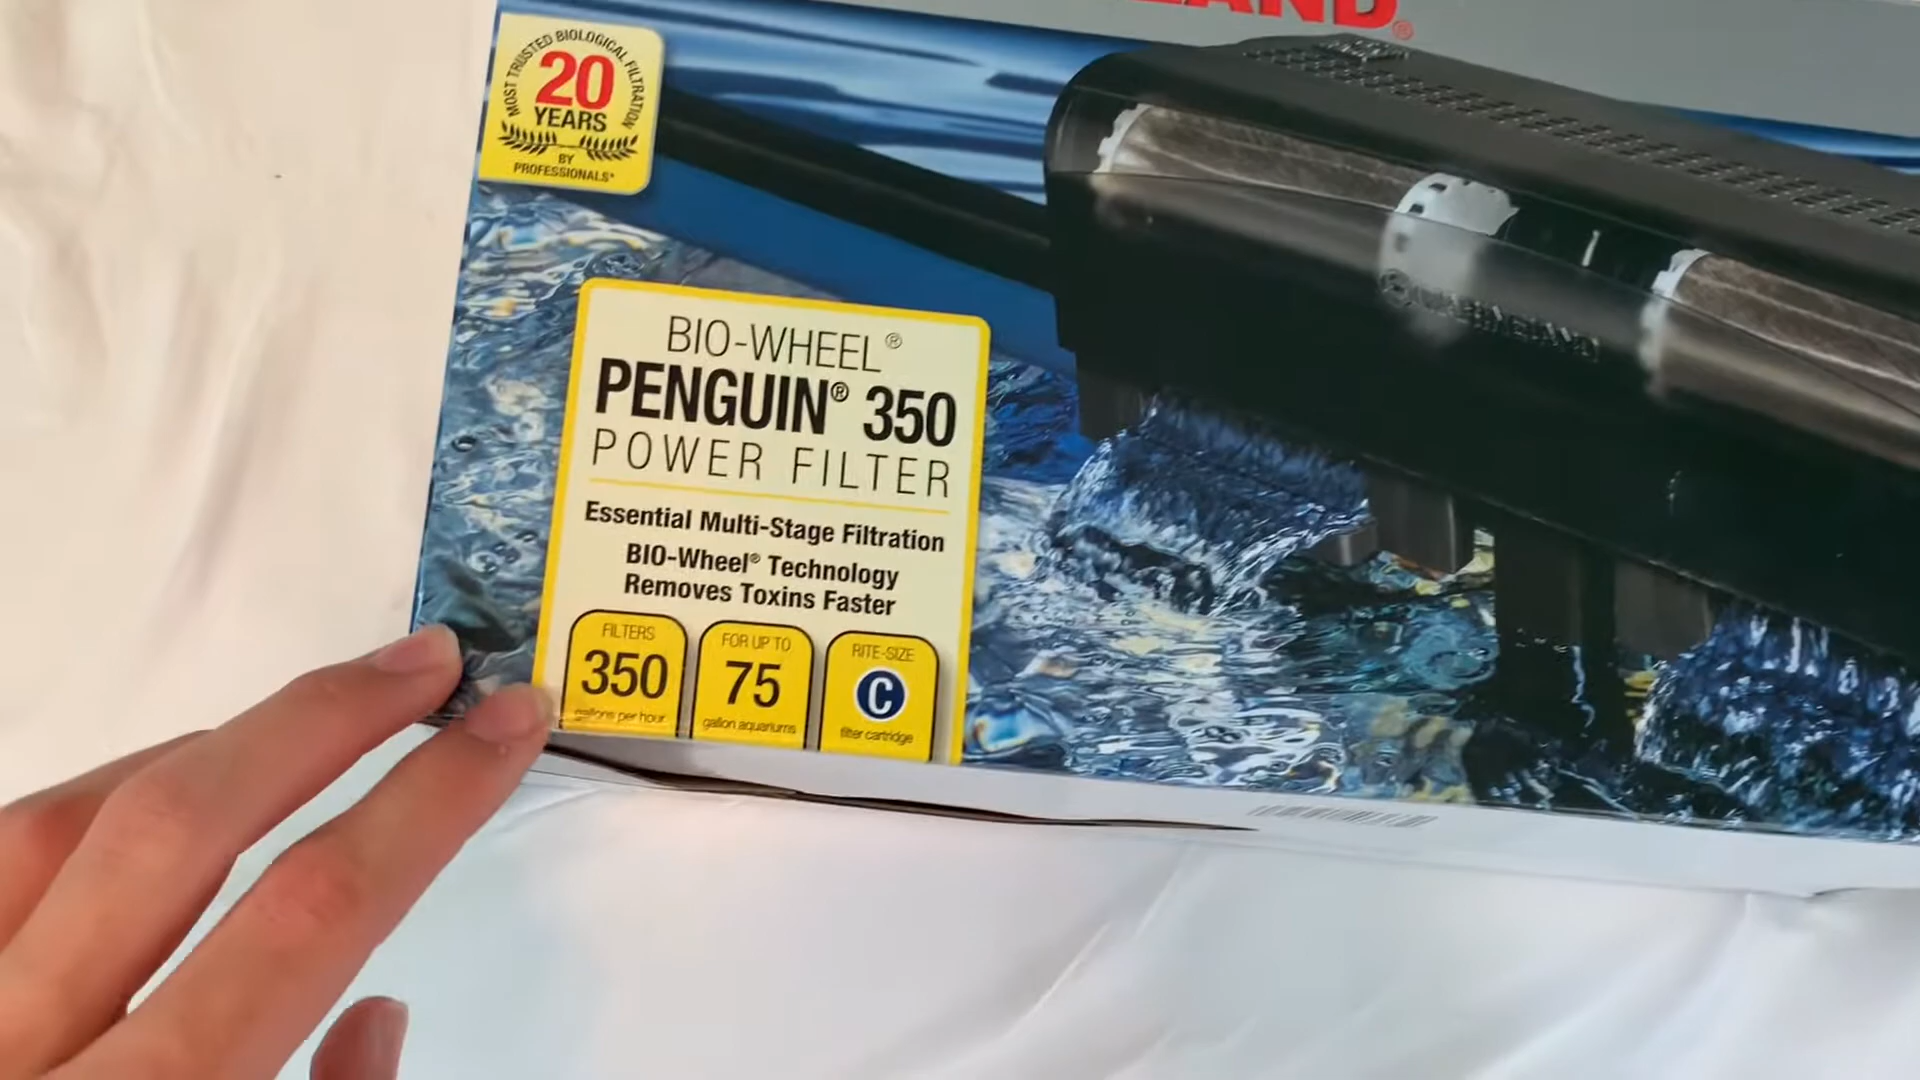 LAND®
MOST TRUSTED BIOLOGICAL FILTRATION
20
YEARS
BY
PROFESSIONALS*
BIO-WHEEL®
PENGUIN® 350
POWER FILTER
Essential Multi-Stage Filtration
BIO-Wheel® Technology
Removes Toxins Faster
FILTERS
350
gallons per hour
FOR UP TO
75
gallon aquariums
RITE-SIZE
C
filter cartridge
MARINELAND